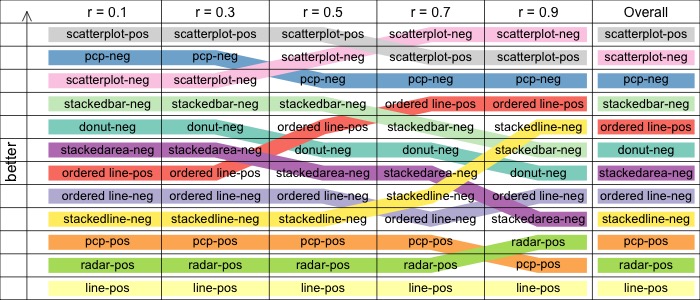 r = 0.1 r = 0.3 r = 0.5 r = 0.7 r = 0.9 Overall
scatterplot-pos scatterplot-pos scatterplot-pos scatterplot-neg scatterplot-neg scatterplot-pos
pcp-neg pcp-neg scatterplot-neg scatterplot-pos scatterplot-pos scatterplot-neg
scatterplot-neg scatterplot-neg pcp-neg pcp-neg pcp-neg pcp-neg
stackedbar-neg stackedbar-neg stackedbar-neg ordered line-pos ordered line-pos stackedbar-neg
donut-neg donut-neg ordered line-pos stackedbar-neg stackedline-neg ordered line-pos
stackedarea-neg stackedarea-neg donut-neg donut-neg stackedbar-neg donut-neg
ordered line-pos ordered line-pos stackedarea-neg stackedarea-neg donut-neg stackedarea-neg
ordered line-neg ordered line-neg ordered line-neg stackedline-neg ordered line-neg ordered line-neg
stackedline-neg stackedline-neg stackedline-neg ordered line-neg stackedarea-neg stackedline-neg
pcp-pos pcp-pos pcp-pos pcp-pos radar-pos pcp-pos
radar-pos radar-pos radar-pos radar-pos pcp-pos radar-pos
line-pos line-pos line-pos line-pos line-pos line-pos
better